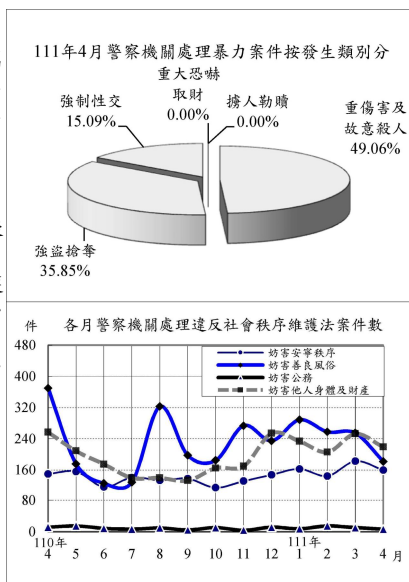 111年4月警察機關處理暴力案件按發生類別分
重大恐嚇
取財
0.00%
擄人勒贖
0.00%
強制性交
15.09%
重傷害及
故意殺人
49.06%
強盜搶奪
35.85%
件
各月警察機關處理違反社會秩序維護法案件數
480
400
320
240
160
80
0
妨害安寧秩序
妨害善良風俗
妨害公務
妨害他人身體及財產
4 5 6 7 8 9 10 11 12 1 2 3 4 月
110年 111年